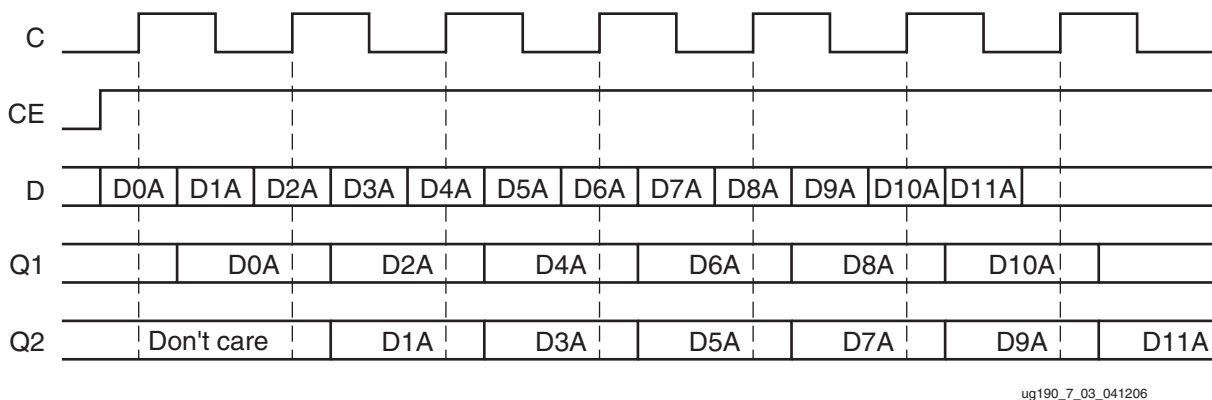 C
CE
D D0A D1A D2A D3A D4A D5A D6A D7A D8A D9A D10A D11A
Q1 D0A D2A D4A D6A D8A D10A
Q2 Don't care D1A D3A D5A D7A D9A D11A
ug190_7_03_041206